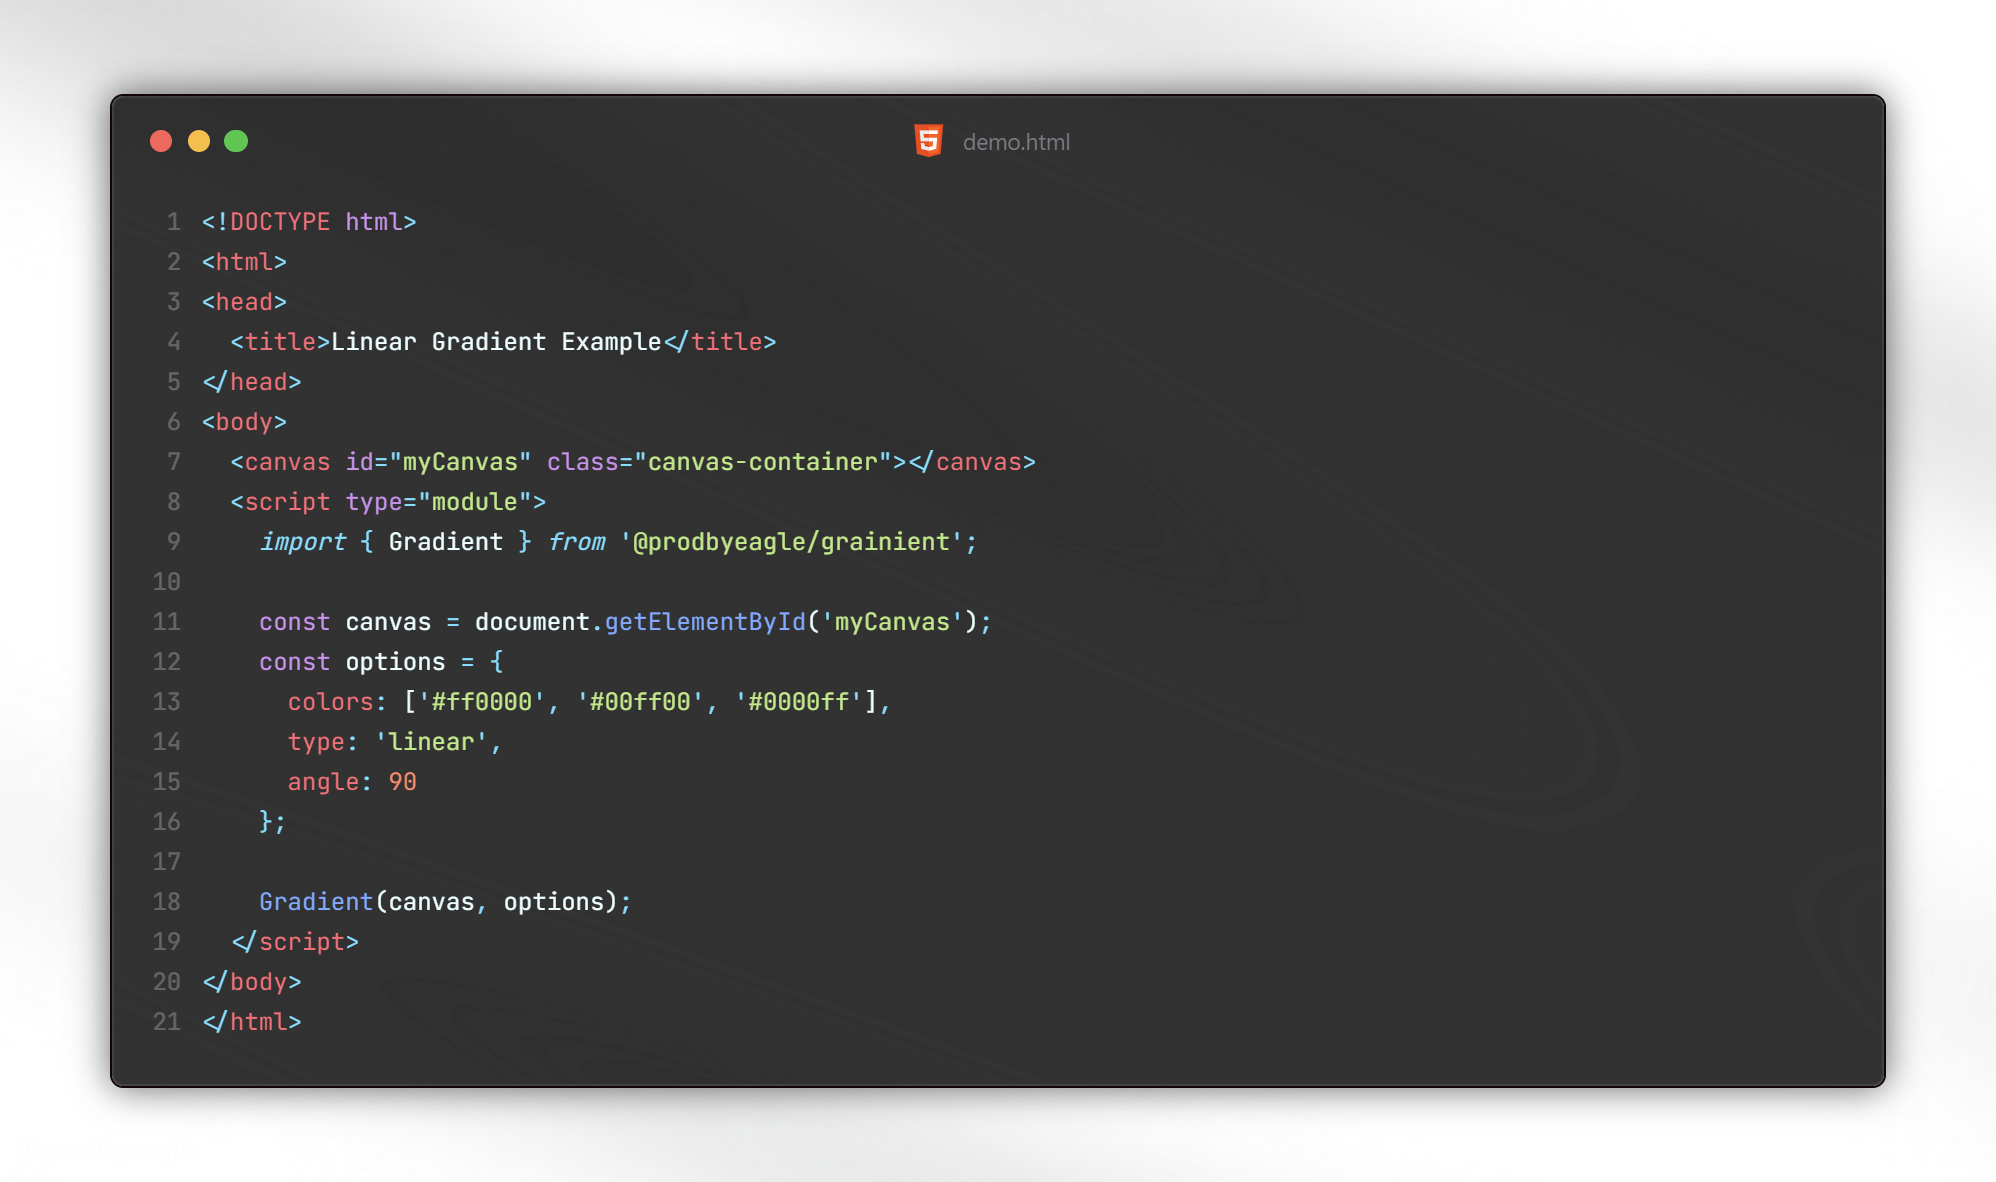 demo.html
1 <!DOCTYPE html>
2 <html>
3 <head>
4   <title>Linear Gradient Example</title>
5 </head>
6 <body>
7   <canvas id="myCanvas" class="canvas-container"></canvas>
8   <script type="module">
9     import { Gradient } from '@prodbyeagle/grainient';
10
11     const canvas = document.getElementById('myCanvas');
12     const options = {
13       colors: ['#ff0000', '#00ff00', '#0000ff'],
14       type: 'linear',
15       angle: 90
16     };
17
18     Gradient(canvas, options);
19   </script>
20 </body>
21 </html>